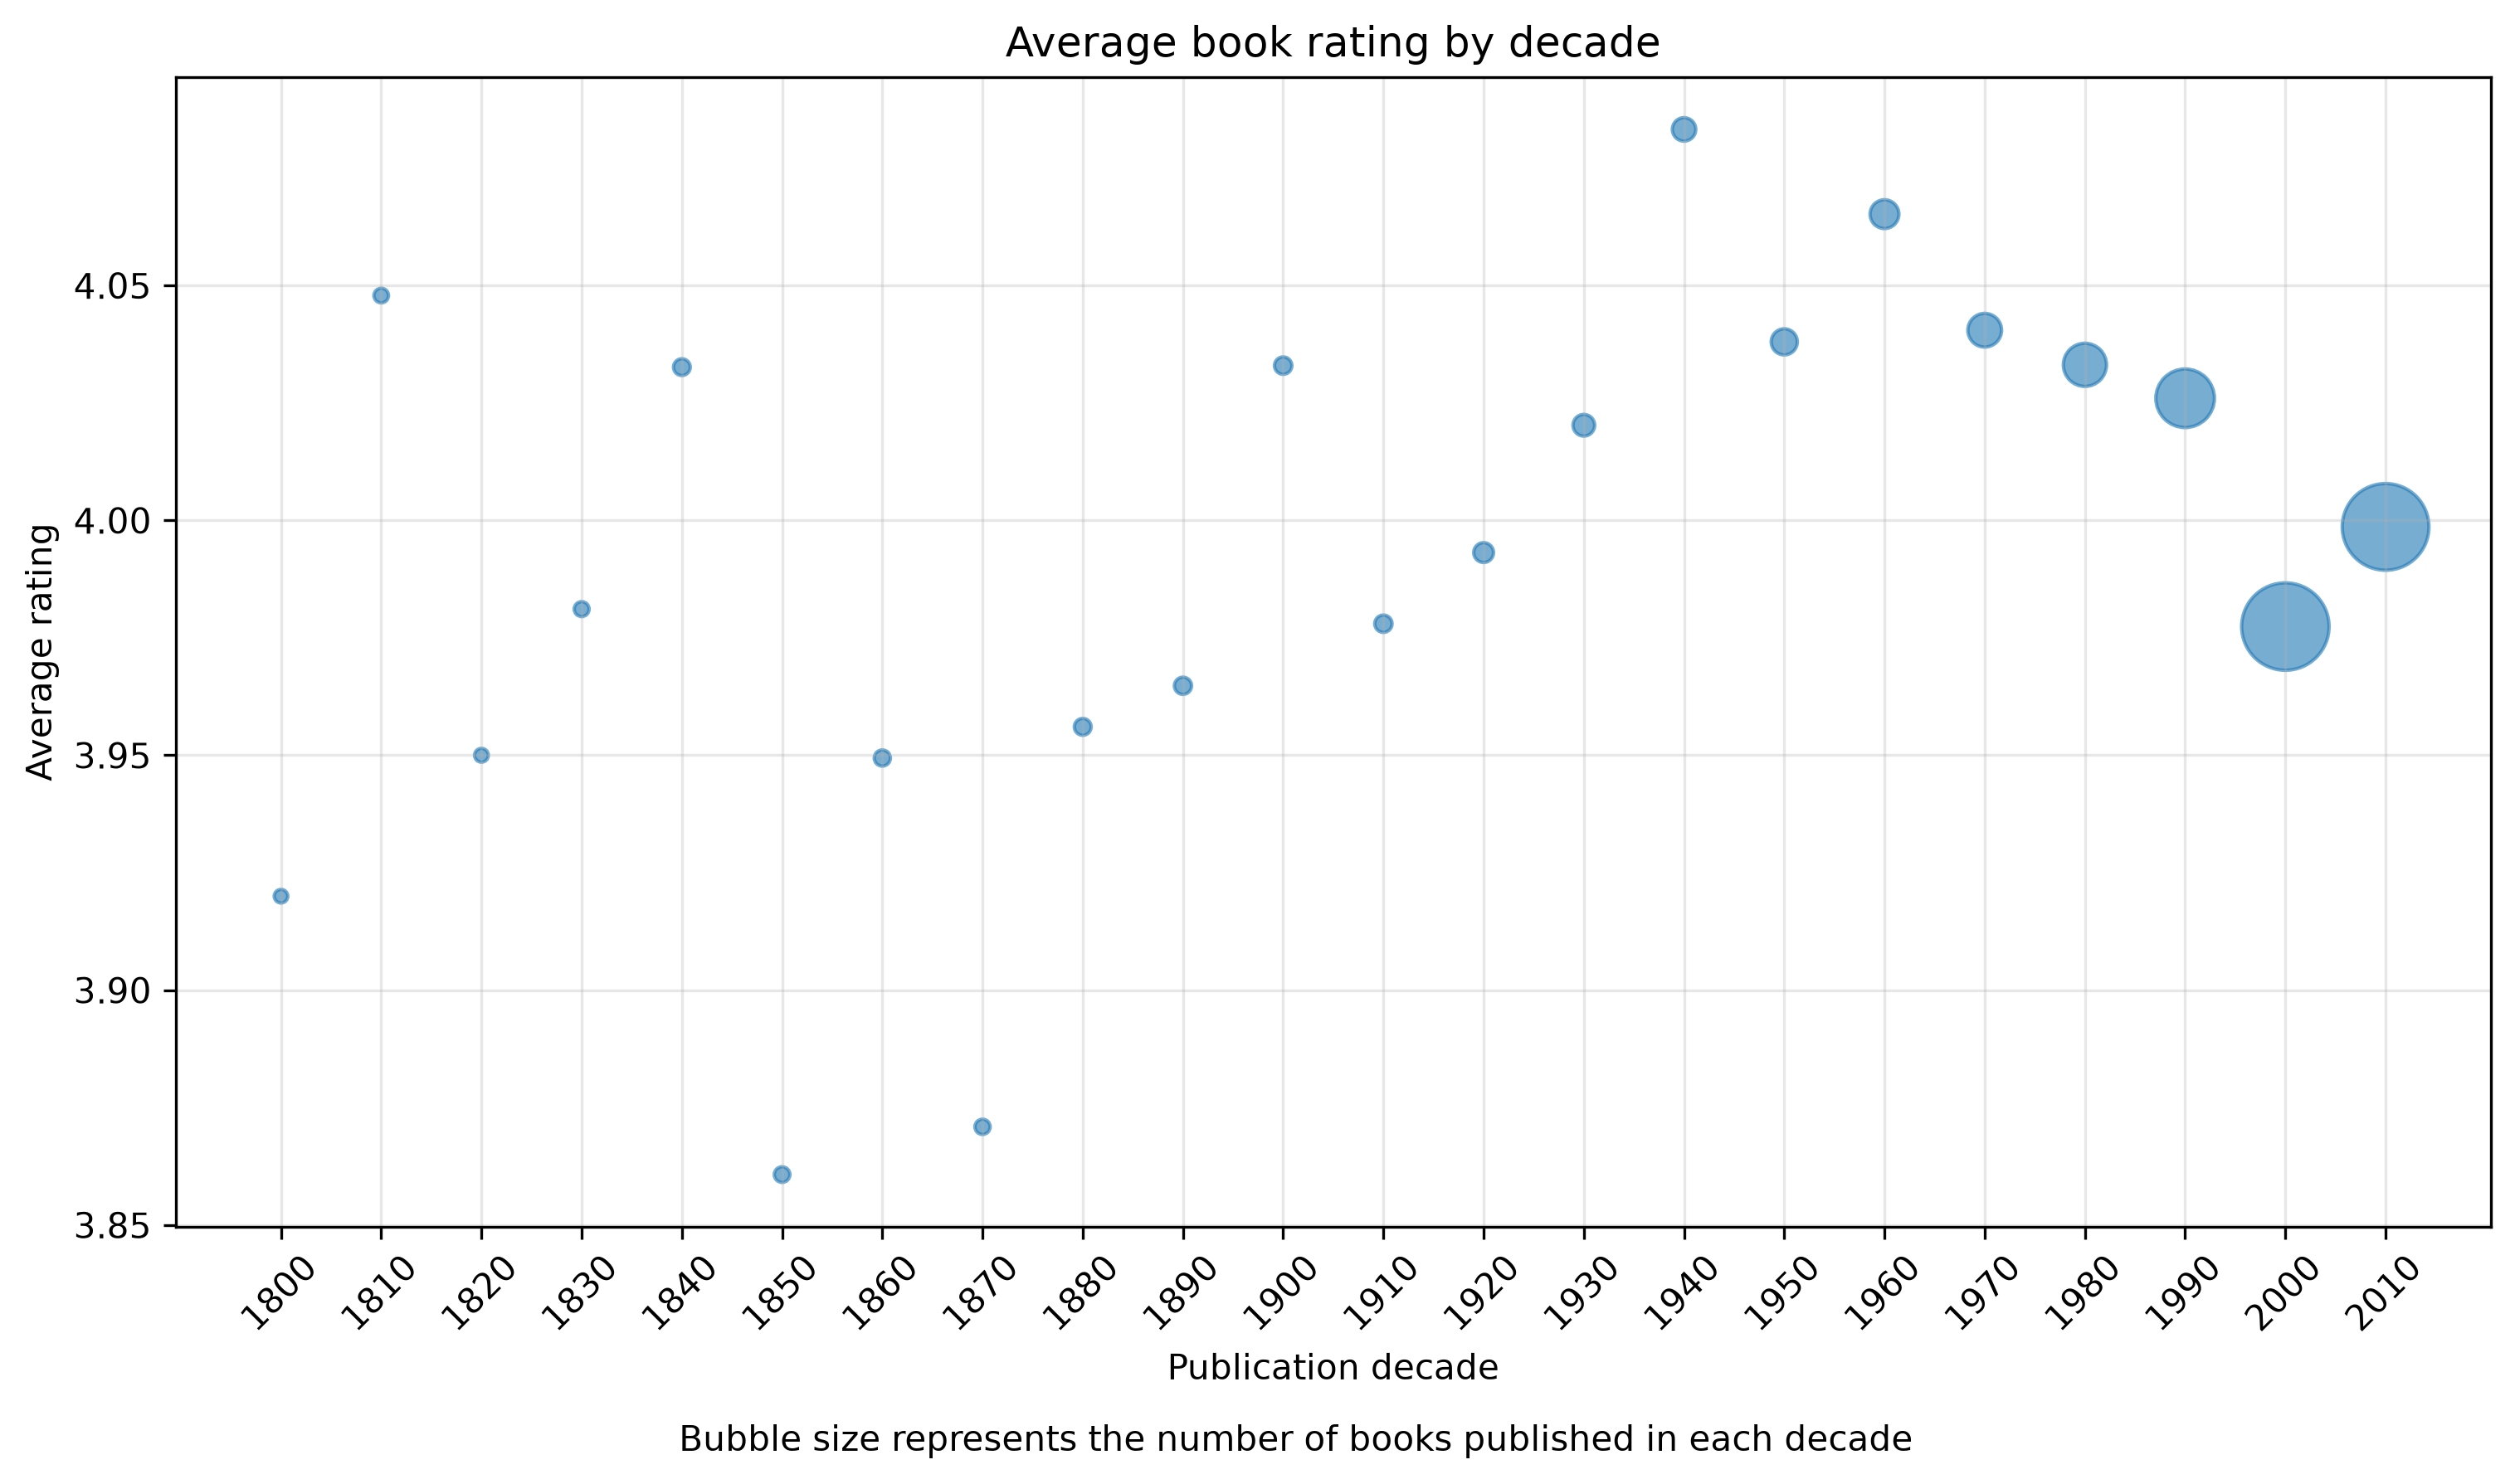 Average book rating by decade
Average rating
4.05
4.00
3.95
3.90
3.85
1800 1810 1820 1830 1840 1850 1860 1870 1880 1890 1900 1910 1920 1930 1940 1950 1960 1970 1980 1990 2000 2010
Publication decade
Bubble size represents the number of books published in each decade